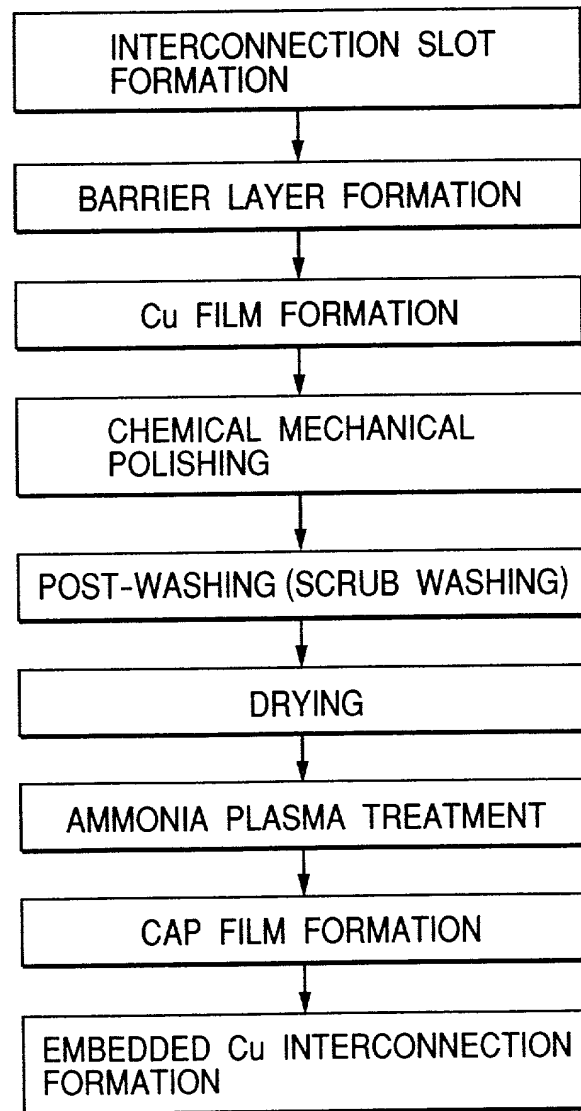 INTERCONNECTION SLOT
FORMATION
BARRIER LAYER FORMATION
Cu FILM FORMATION
CHEMICAL MECHANICAL
POLISHING
POST-WASHING (SCRUB WASHING)
DRYING
AMMONIA PLASMA TREATMENT
CAP FILM FORMATION
EMBEDDED Cu INTERCONNECTION
FORMATION